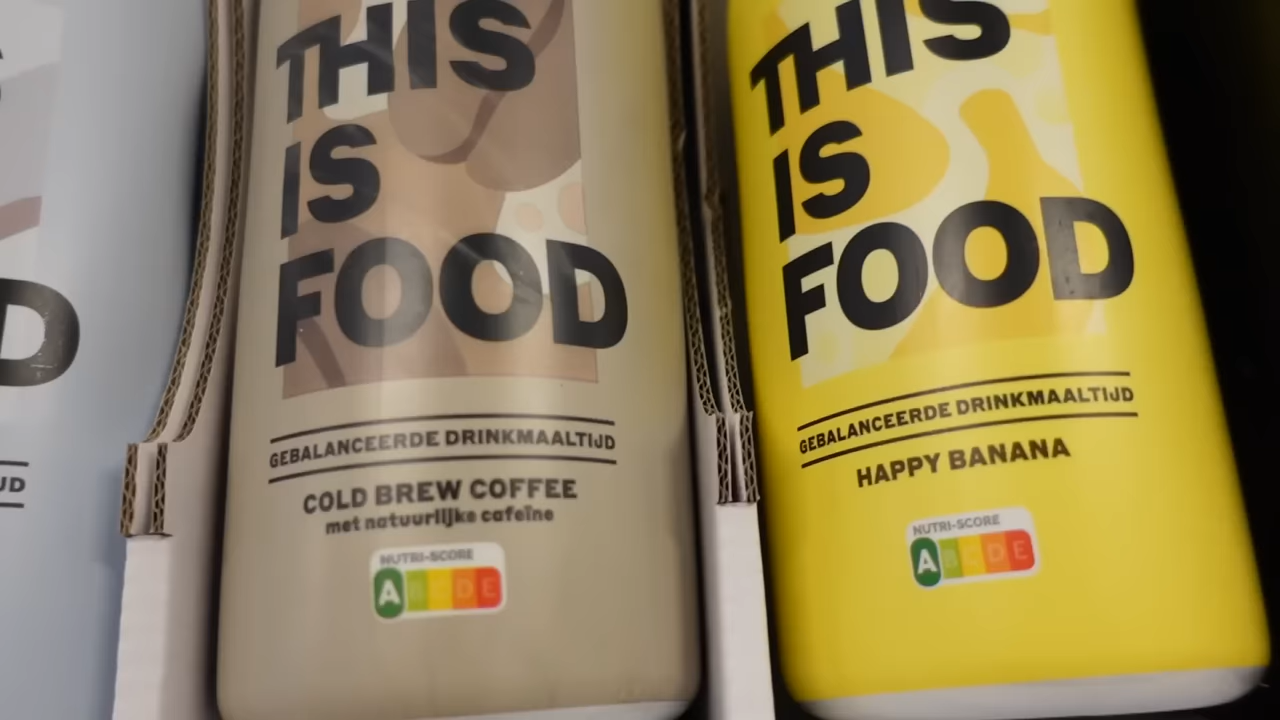 THIS
IS
FOOD
GEBALANCEERDE DRINKMAALTIJD
COLD BREW COFFEE
met natuurlijke cafeïne
NUTRI-SCORE
A B C D E
THIS
IS
FOOD
GEBALANCEERDE DRINKMAALTIJD
HAPPY BANANA
NUTRI-SCORE
A B C D E